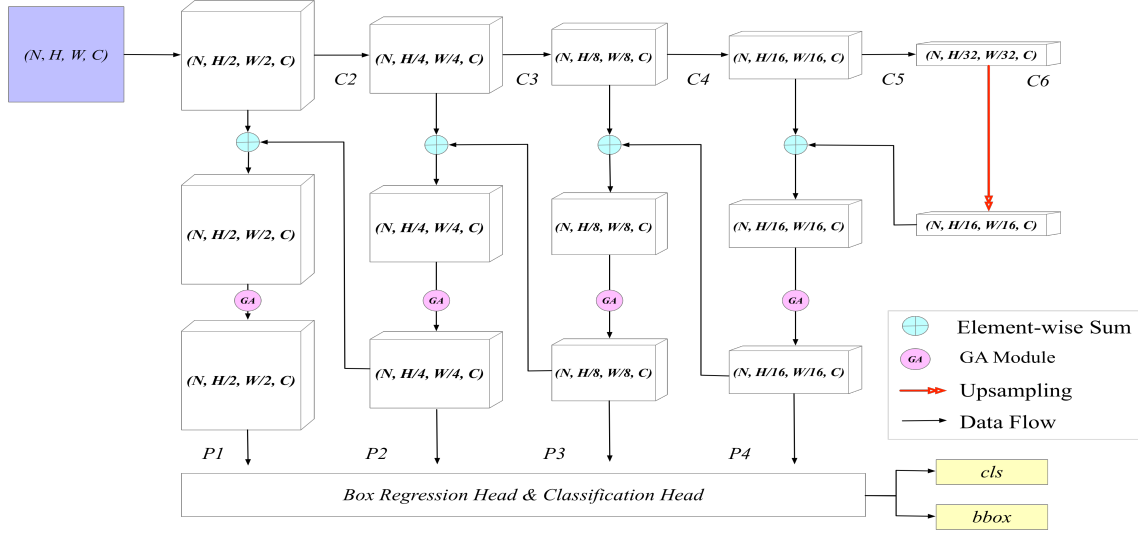 (N, H, W, C)
(N, H/2, W/2, C)
(N, H/4, W/4, C)
(N, H/8, W/8, C)
(N, H/16, W/16, C)
(N, H/32, W/32, C)
C2
C3
C4
C5
C6
(N, H/2, W/2, C)
(N, H/4, W/4, C)
(N, H/8, W/8, C)
(N, H/16, W/16, C)
(N, H/16, W/16, C)
GA
GA
GA
GA
(N, H/2, W/2, C)
(N, H/4, W/4, C)
(N, H/8, W/8, C)
(N, H/16, W/16, C)
Element-wise Sum
GA
GA Module
Upsampling
Data Flow
P1
P2
P3
P4
Box Regression Head & Classification Head
cls
bbox